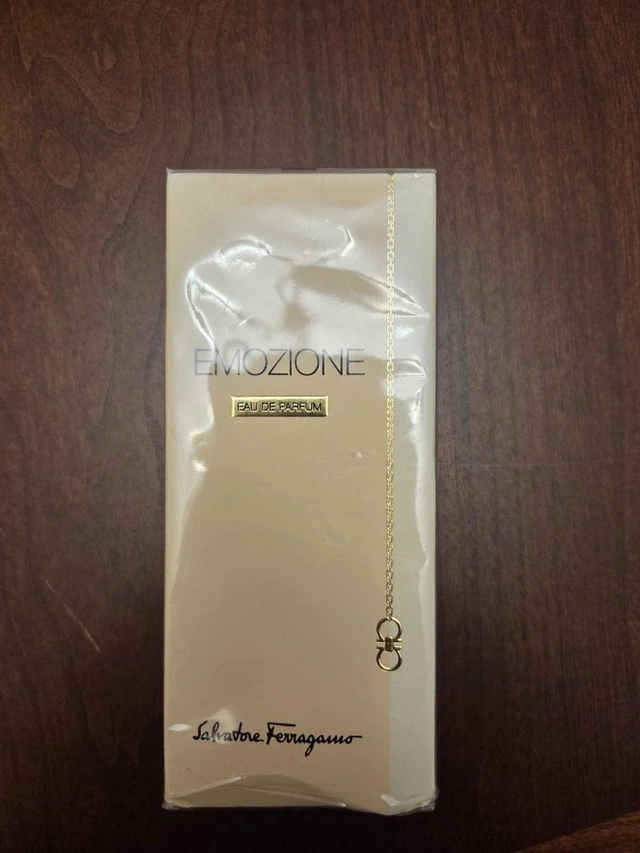 EMOZIONE
EAU DE PARFUM
Salvatore Ferragamo